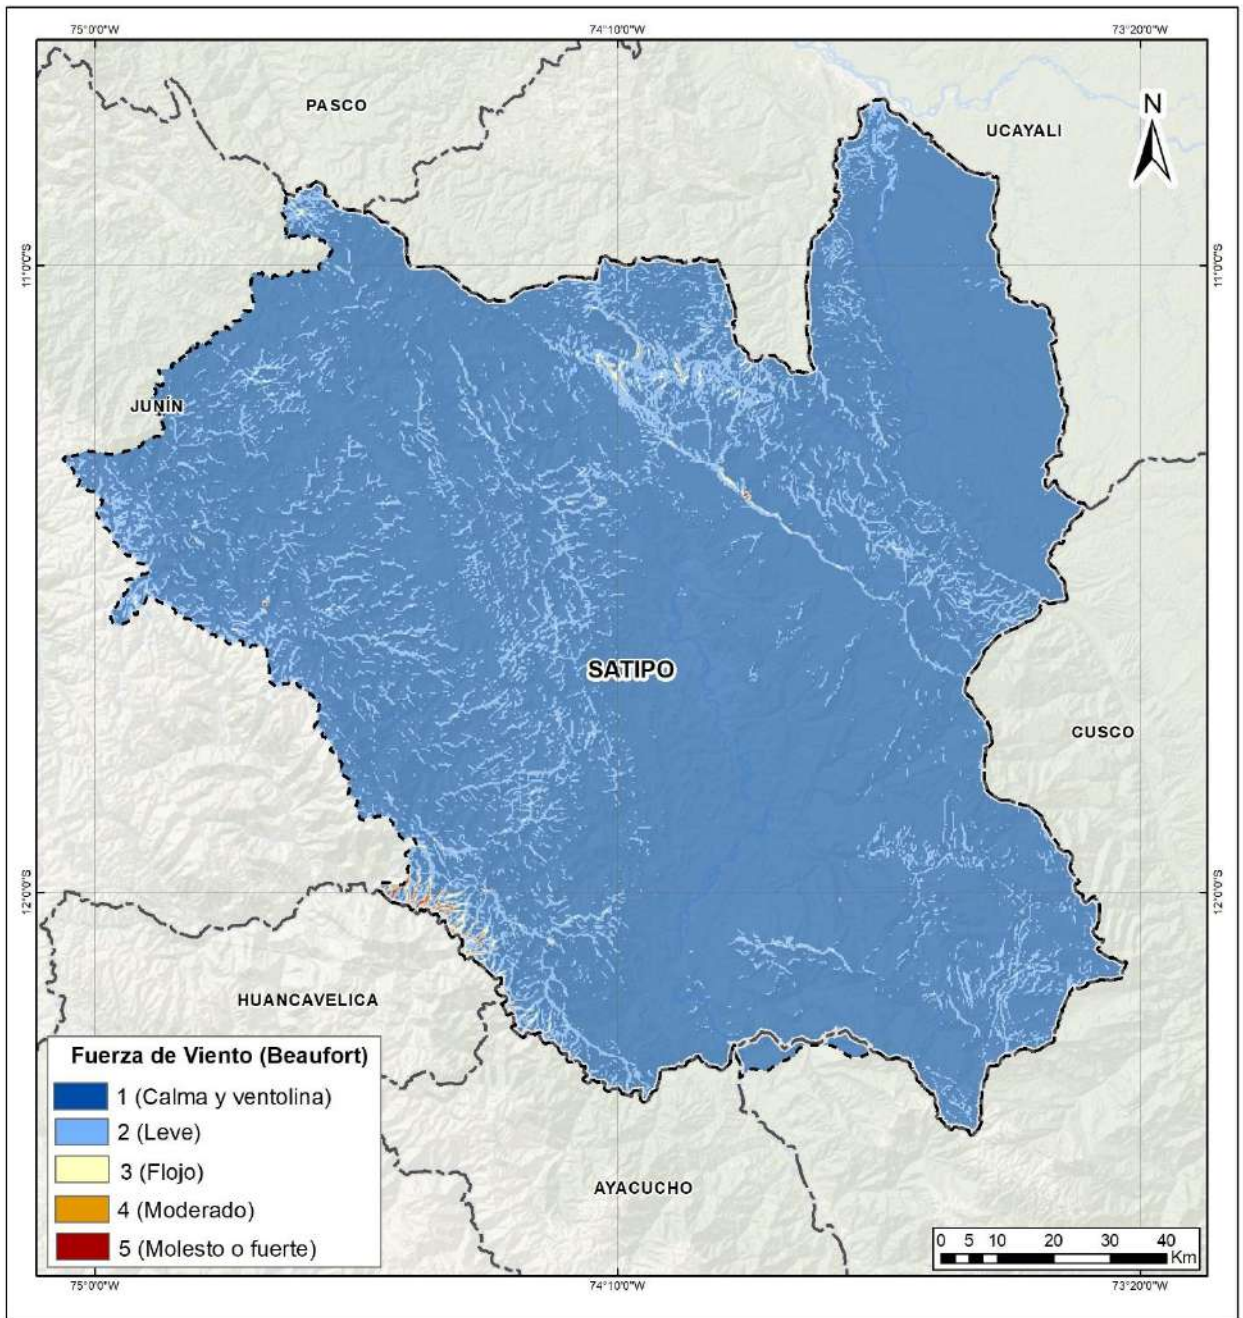 75°0'0"W 74°10'0"W 73°20'0"W
N
PASCO
UCAYALI
11°0'0"S 11°0'0"S
JUNÍN
SATIPO
CUSCO
12°0'0"S 12°0'0"S
HUANCAVELICA
AYACUCHO
Fuerza de Viento (Beaufort)
1 (Calma y ventolina)
2 (Leve)
3 (Flojo)
4 (Moderado)
5 (Molesto o fuerte)
0 5 10 20 30 40
Km
75°0'0"W 74°10'0"W 73°20'0"W